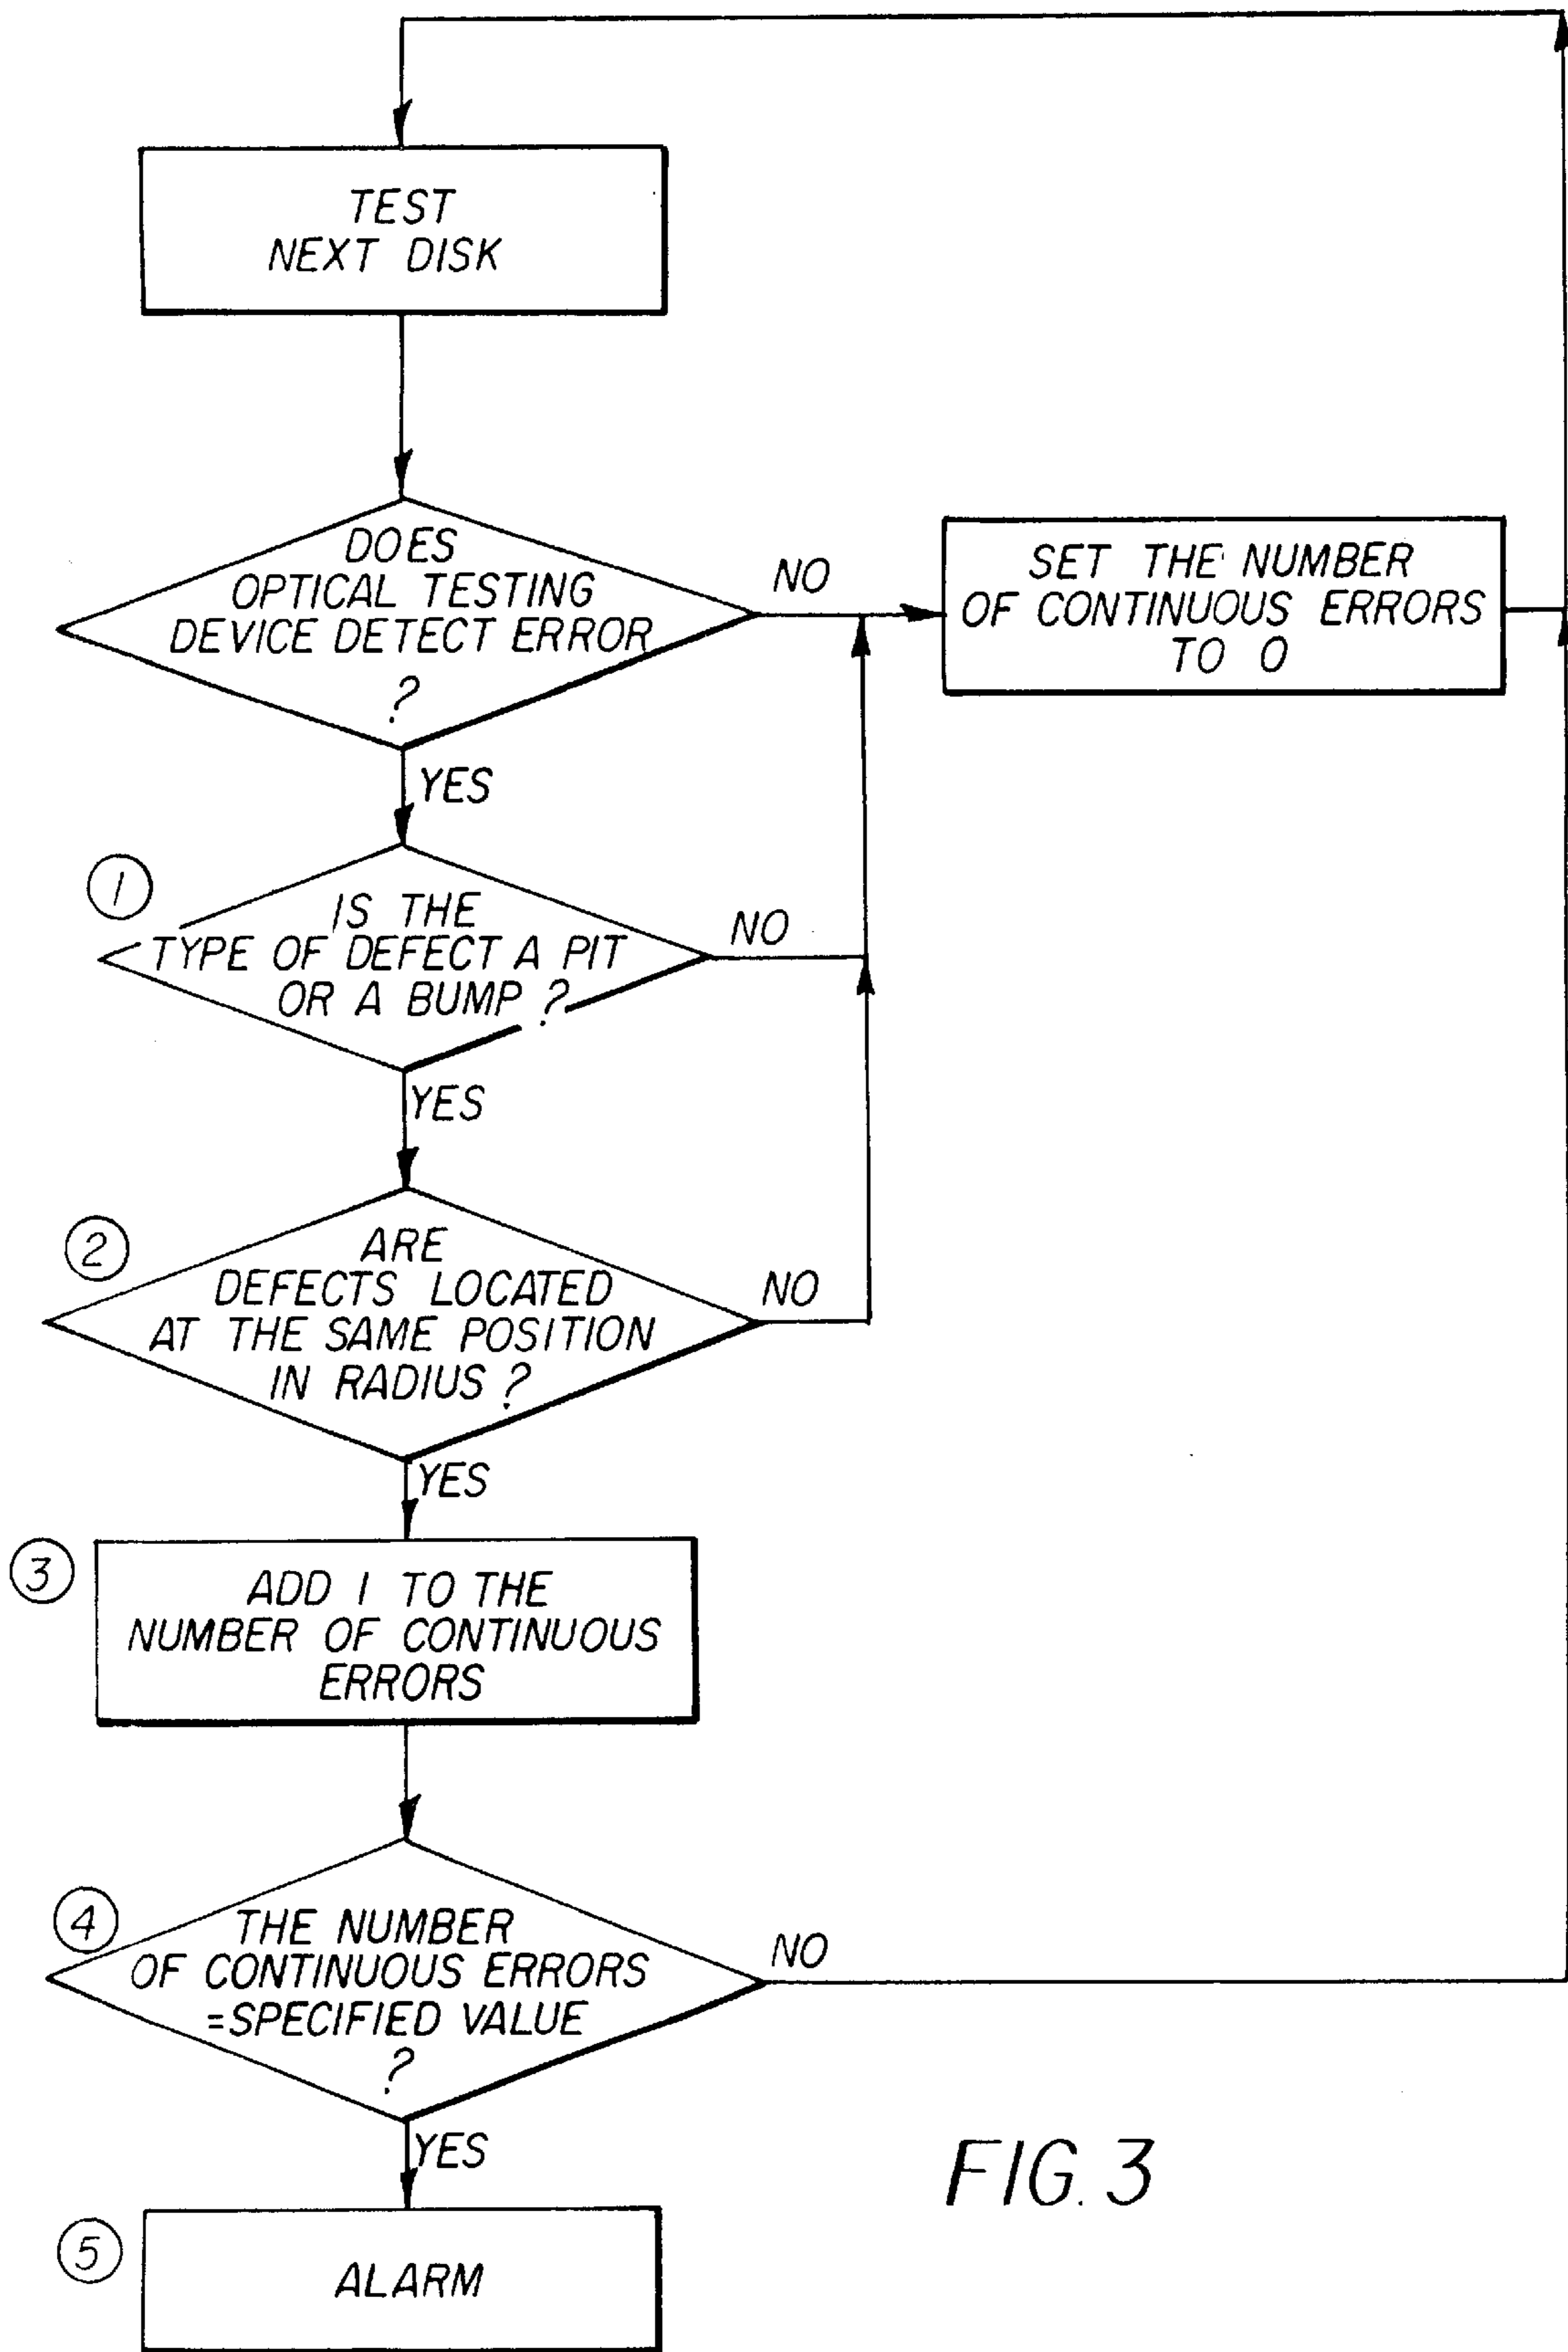 TEST
NEXT DISK
DOES
OPTICAL TESTING
DEVICE DETECT ERROR
?
NO
SET THE NUMBER
OF CONTINUOUS ERRORS
TO 0
YES
1
IS THE
TYPE OF DEFECT A PIT
OR A BUMP ?
NO
YES
2
ARE
DEFECTS LOCATED
AT THE SAME POSITION
IN RADIUS ?
NO
YES
3
ADD 1 TO THE
NUMBER OF CONTINUOUS
ERRORS
4
THE NUMBER
OF CONTINUOUS ERRORS
=SPECIFIED VALUE
?
NO
YES
5
ALARM
FIG. 3